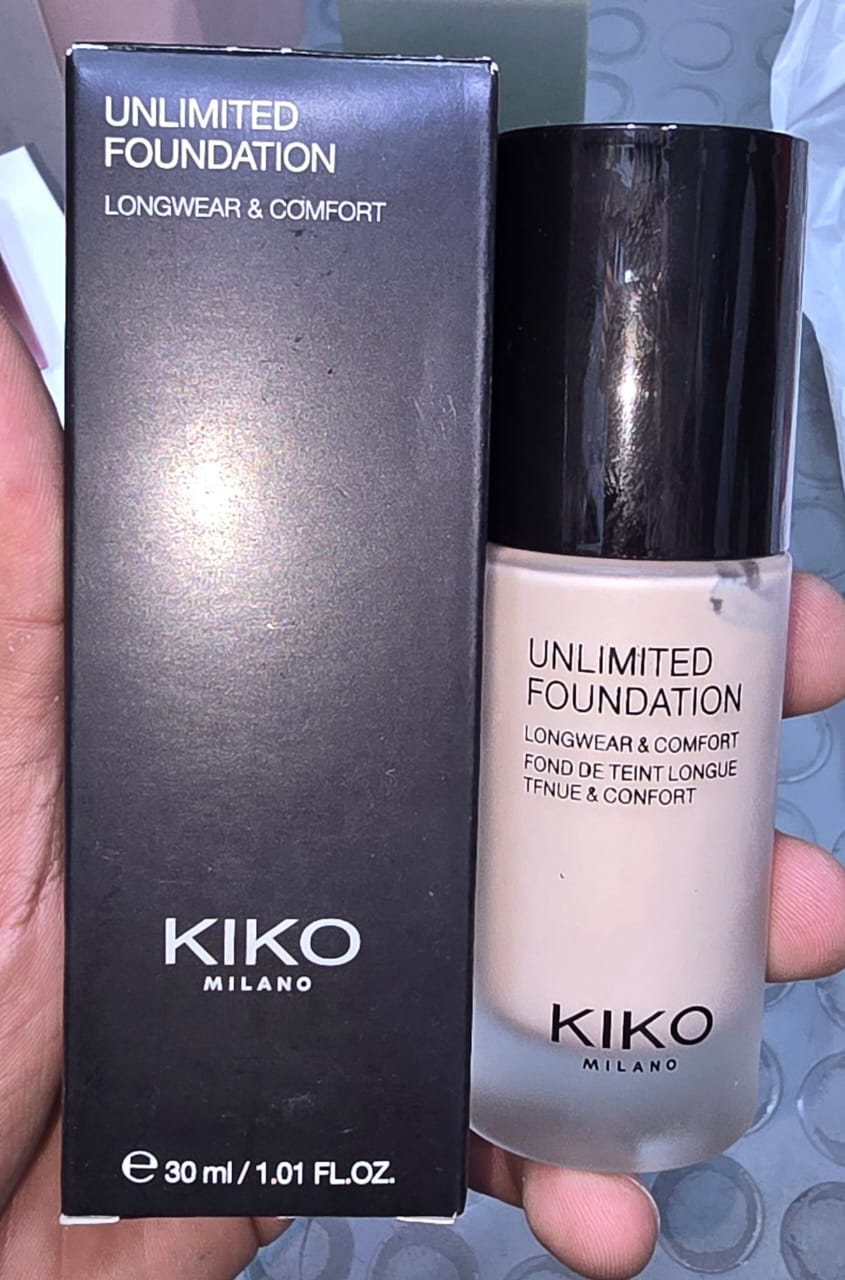 UNLIMITED
FOUNDATION
LONGWEAR & COMFORT
KIKO
MILANO
℮ 30 ml / 1.01 FL.OZ.
UNLIMITED
FOUNDATION
LONGWEAR & COMFORT
FOND DE TEINT LONGUE
TFNUE & CONFORT
KIKO
MILANO